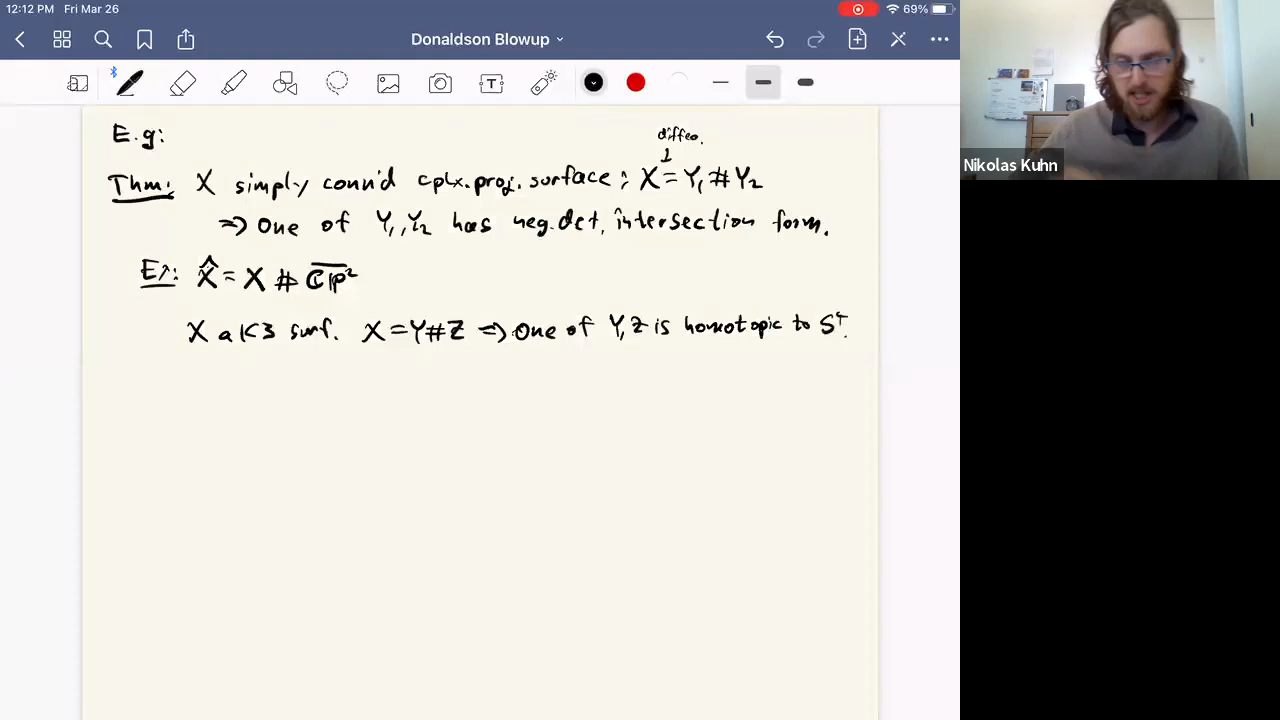 12:12 PM Fri Mar 26
69%
Donaldson Blowup
Nikolas Kuhn
E.g:
diffeo.
Thm: X simply conn'd cplx. proj. surface; X = Y₁ # Y₂
⇒ One of Y₁, Y₂ has neg. def. intersection form.
Ex: X̂ = X # \overline{ℂP²}
X a K3 surf. X = Y # Z ⇒ One of Y, Z is homotopic to S⁴.